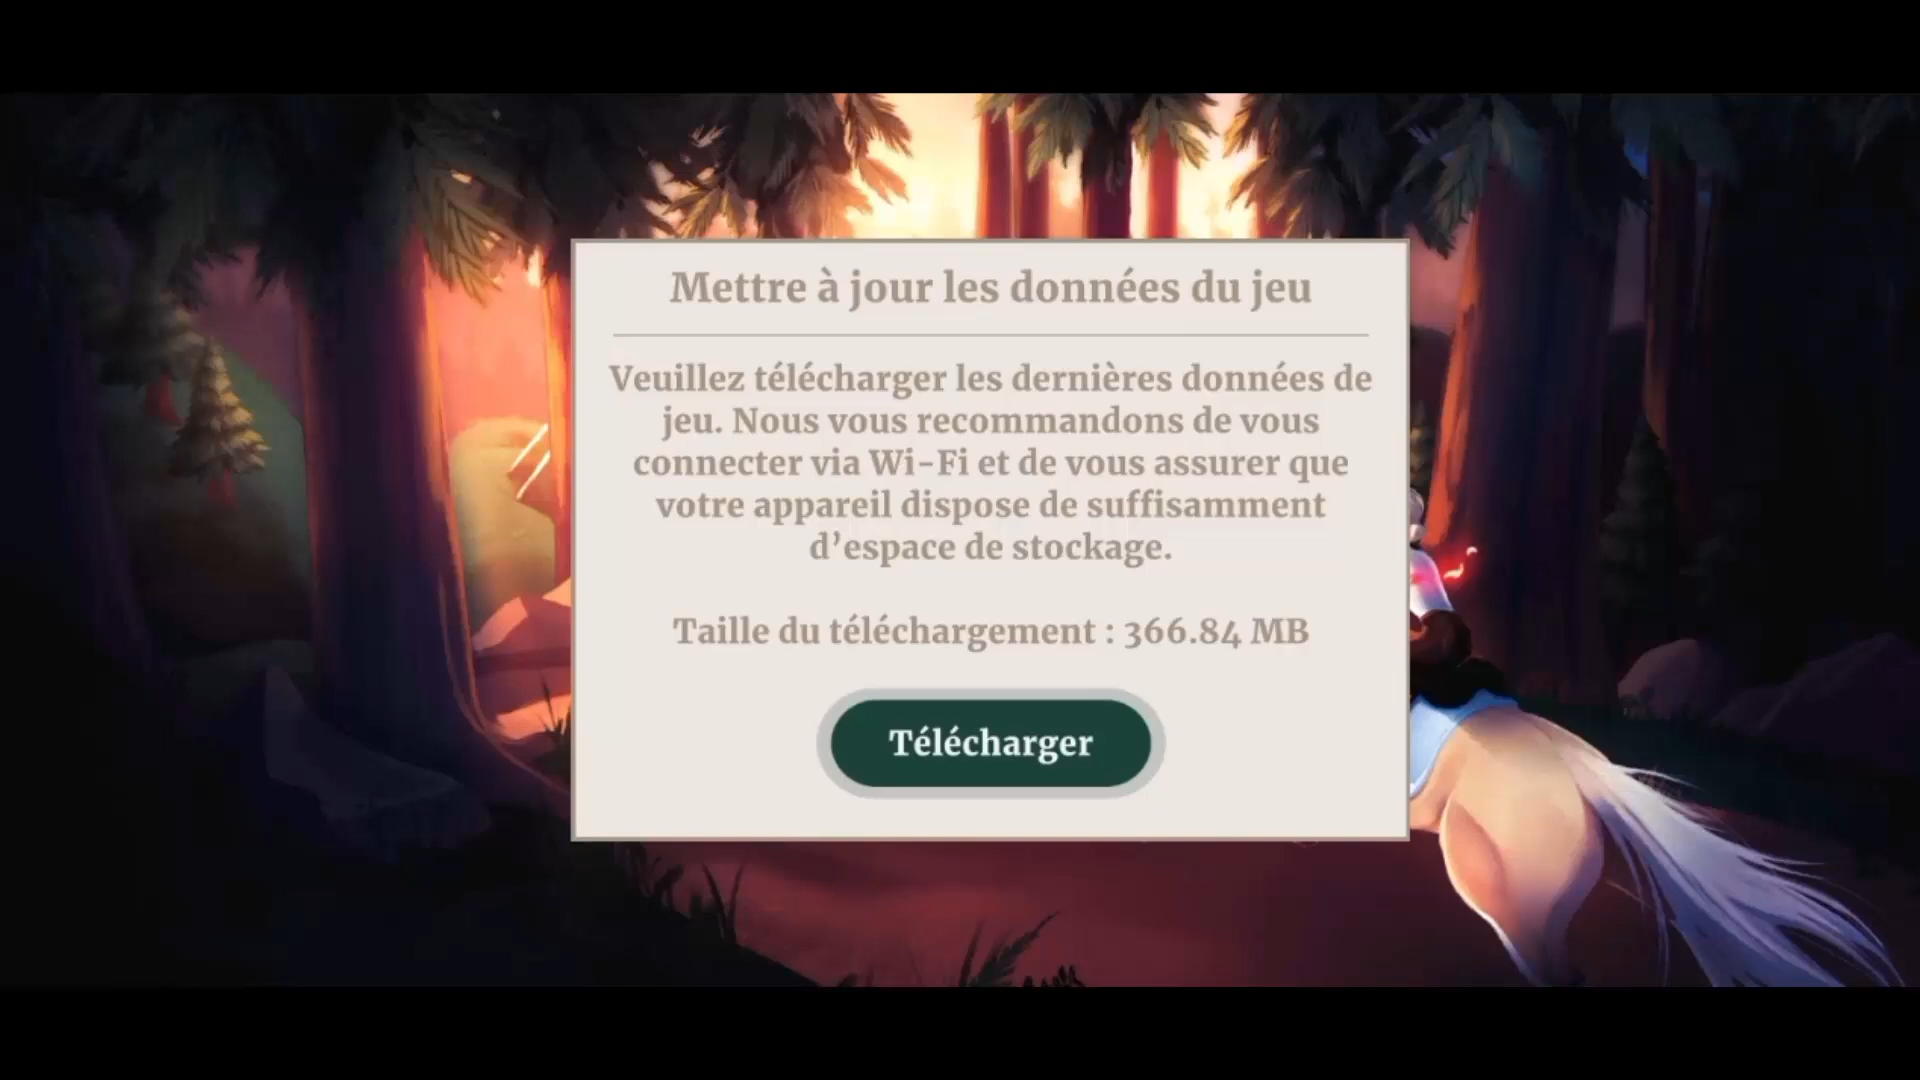 Mettre à jour les données du jeu
Veuillez télécharger les dernières données de
jeu. Nous vous recommandons de vous
connecter via Wi-Fi et de vous assurer que
votre appareil dispose de suffisamment
d’espace de stockage.
Taille du téléchargement : 366.84 MB
Télécharger